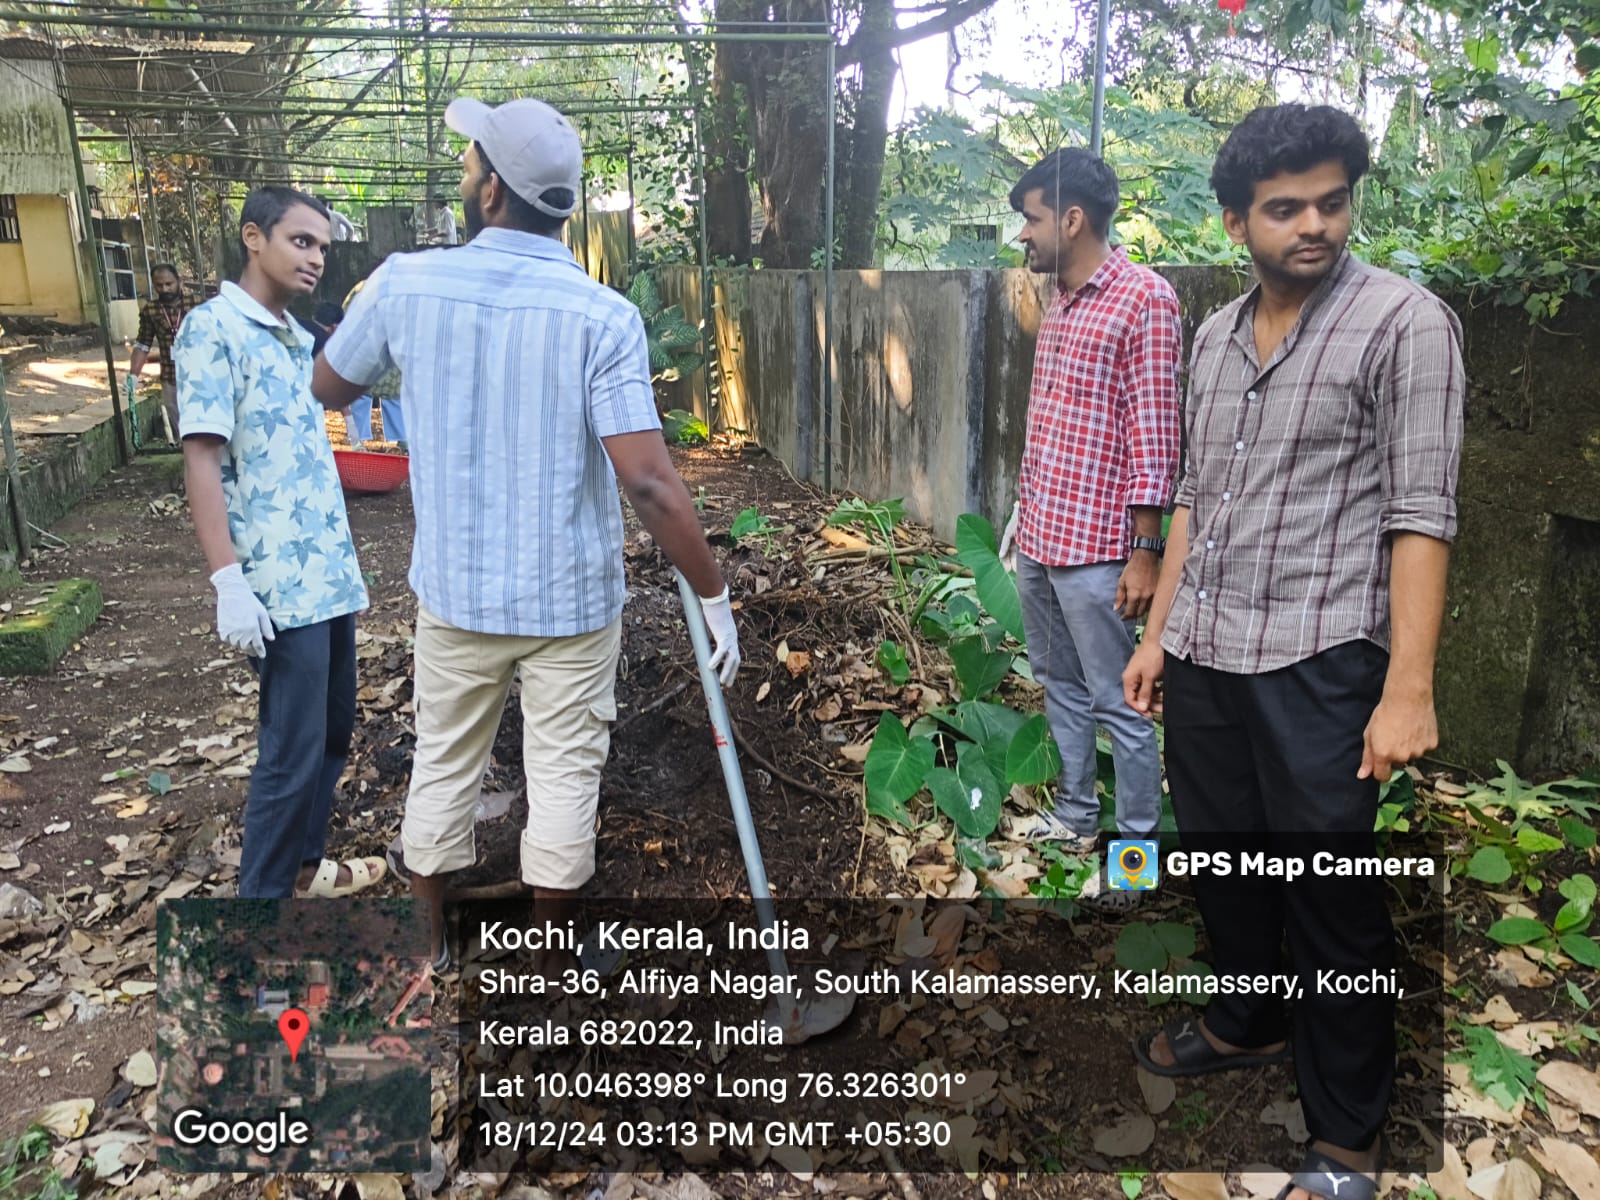 GPS Map Camera
Kochi, Kerala, India
Shra-36, Alfiya Nagar, South Kalamassery, Kalamassery, Kochi,
Kerala 682022, India
Lat 10.046398° Long 76.326301°
18/12/24 03:13 PM GMT +05:30
Google